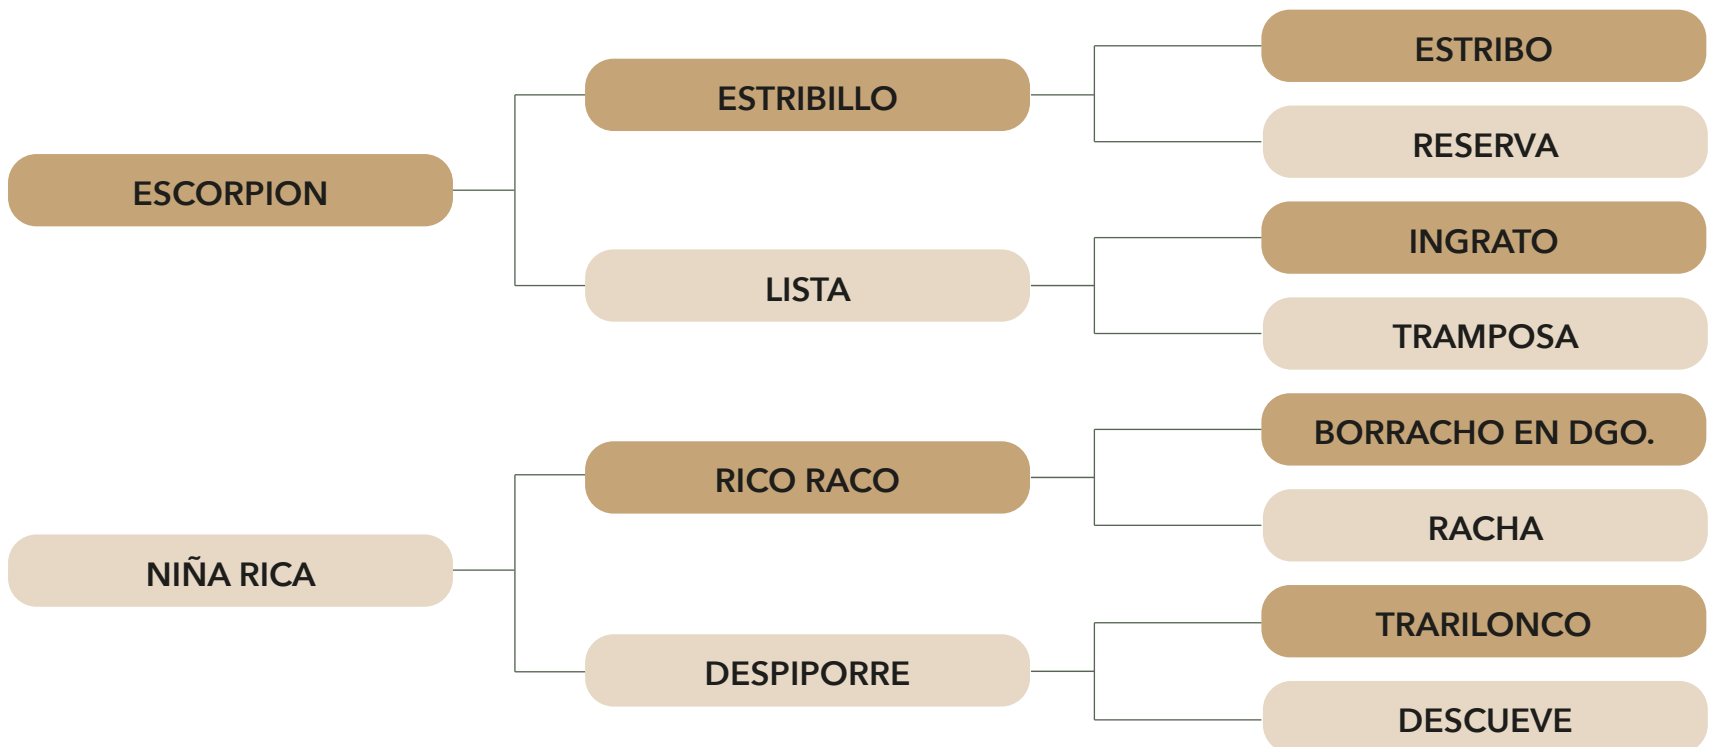 ESTRIBO
ESTRIBILLO
RESERVA
ESCORPION
INGRATO
LISTA
TRAMPOSA
BORRACHO EN DGO.
RICO RACO
RACHA
NIÑA RICA
TRARILONCO
DESPIPORRE
DESCUEVE